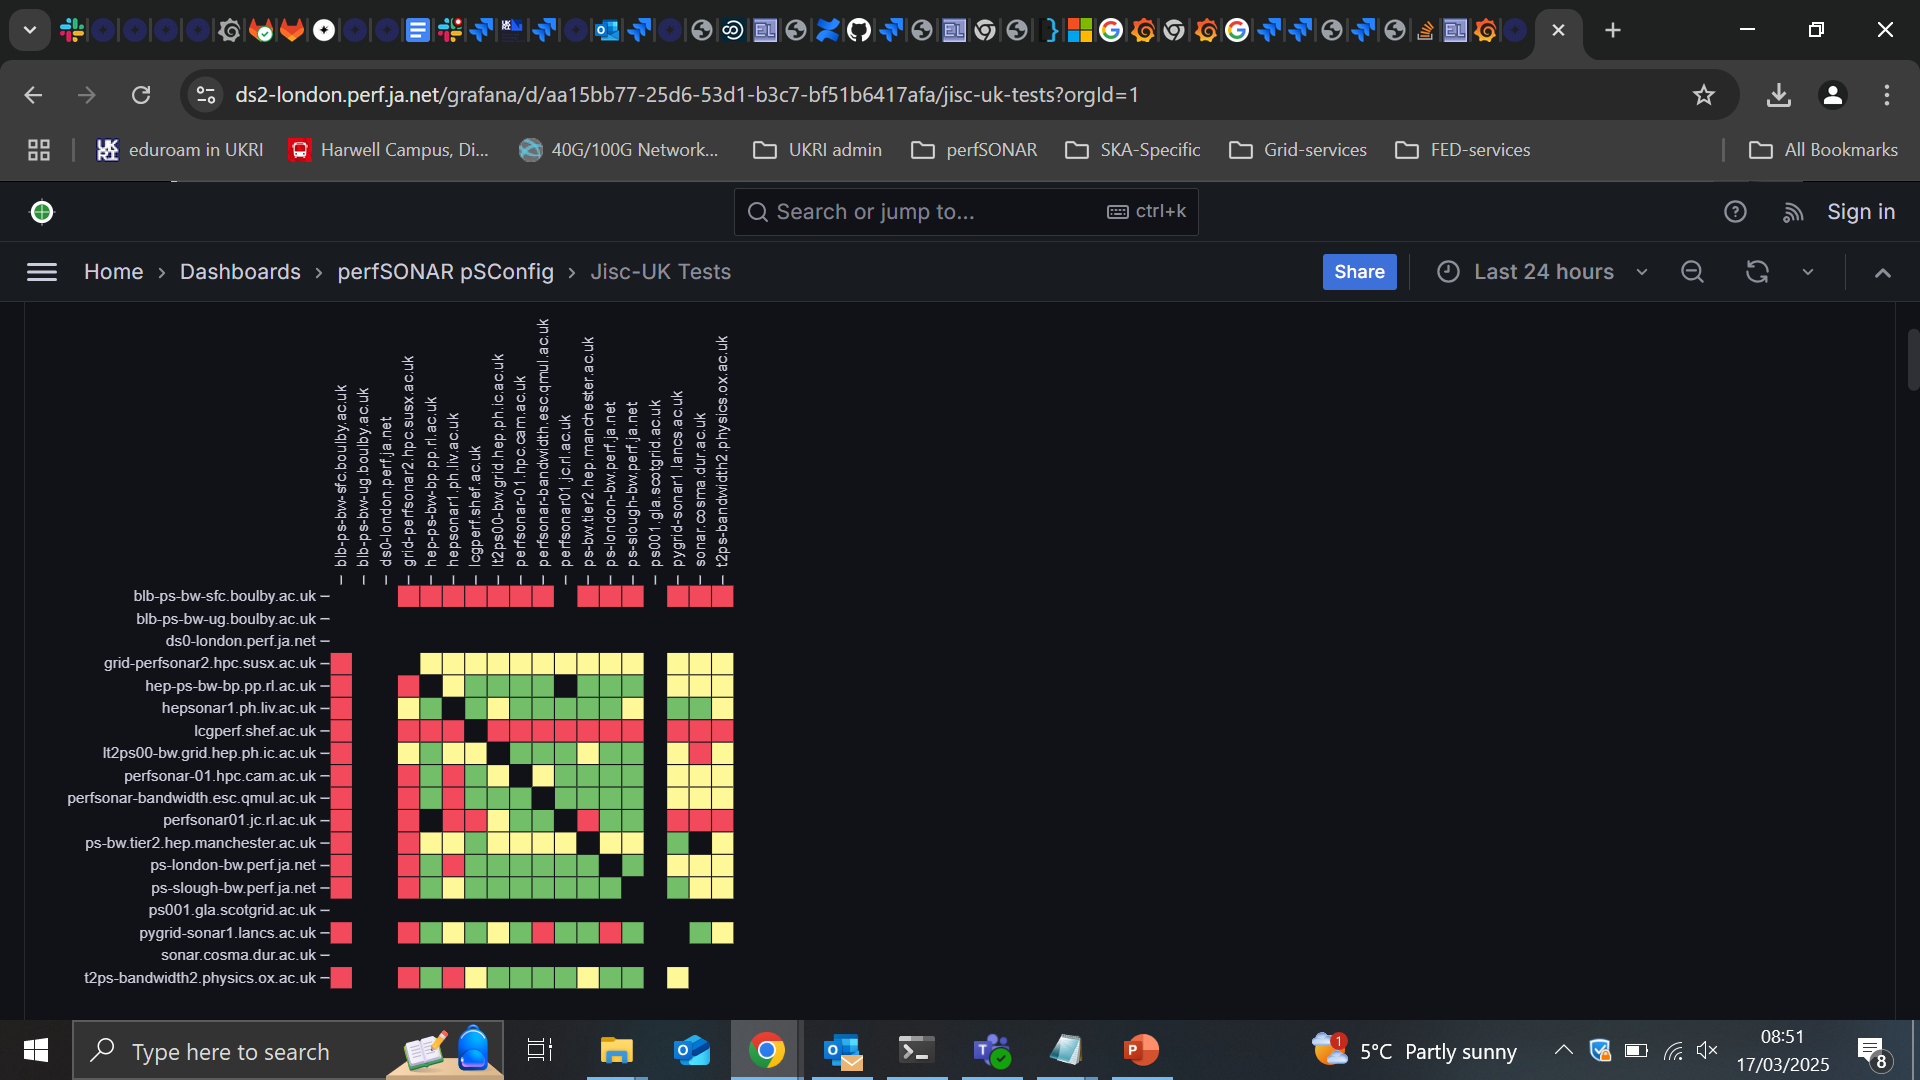 ds2-london.perf.ja.net/grafana/d/aa15bb77-25d6-53d1-b3c7-bf51b6417afa/jisc-uk-tests?orgId=1
eduroam in UKRI
Harwell Campus, Di...
40G/100G Network...
UKRI admin
perfSONAR
SKA-Specific
Grid-services
FED-services
All Bookmarks
Search or jump to...
ctrl+k
Sign in
Home › Dashboards › perfSONAR pSConfig › Jisc-UK Tests
Share
Last 24 hours
blb-ps-bw-sfc.boulby.ac.uk
blb-ps-bw-ug.boulby.ac.uk
ds0-london.perf.ja.net
grid-perfsonar2.hpc.susx.ac.uk
hep-ps-bw-bp.pp.rl.ac.uk
hepsonar1.ph.liv.ac.uk
lcgperf.shef.ac.uk
lt2ps00-bw.grid.hep.ph.ic.ac.uk
perfsonar-01.hpc.cam.ac.uk
perfsonar-bandwidth.esc.qmul.ac.uk
perfsonar01.jc.rl.ac.uk
ps-bw.tier2.hep.manchester.ac.uk
ps-london-bw.perf.ja.net
ps-slough-bw.perf.ja.net
ps001.gla.scotgrid.ac.uk
pygrid-sonar1.lancs.ac.uk
sonar.cosma.dur.ac.uk
t2ps-bandwidth2.physics.ox.ac.uk
blb-ps-bw-sfc.boulby.ac.uk
blb-ps-bw-ug.boulby.ac.uk
ds0-london.perf.ja.net
grid-perfsonar2.hpc.susx.ac.uk
hep-ps-bw-bp.pp.rl.ac.uk
hepsonar1.ph.liv.ac.uk
lcgperf.shef.ac.uk
lt2ps00-bw.grid.hep.ph.ic.ac.uk
perfsonar-01.hpc.cam.ac.uk
perfsonar-bandwidth.esc.qmul.ac.uk
perfsonar01.jc.rl.ac.uk
ps-bw.tier2.hep.manchester.ac.uk
ps-london-bw.perf.ja.net
ps-slough-bw.perf.ja.net
ps001.gla.scotgrid.ac.uk
pygrid-sonar1.lancs.ac.uk
sonar.cosma.dur.ac.uk
t2ps-bandwidth2.physics.ox.ac.uk
Type here to search
1
5°C Partly sunny
08:51
17/03/2025
8